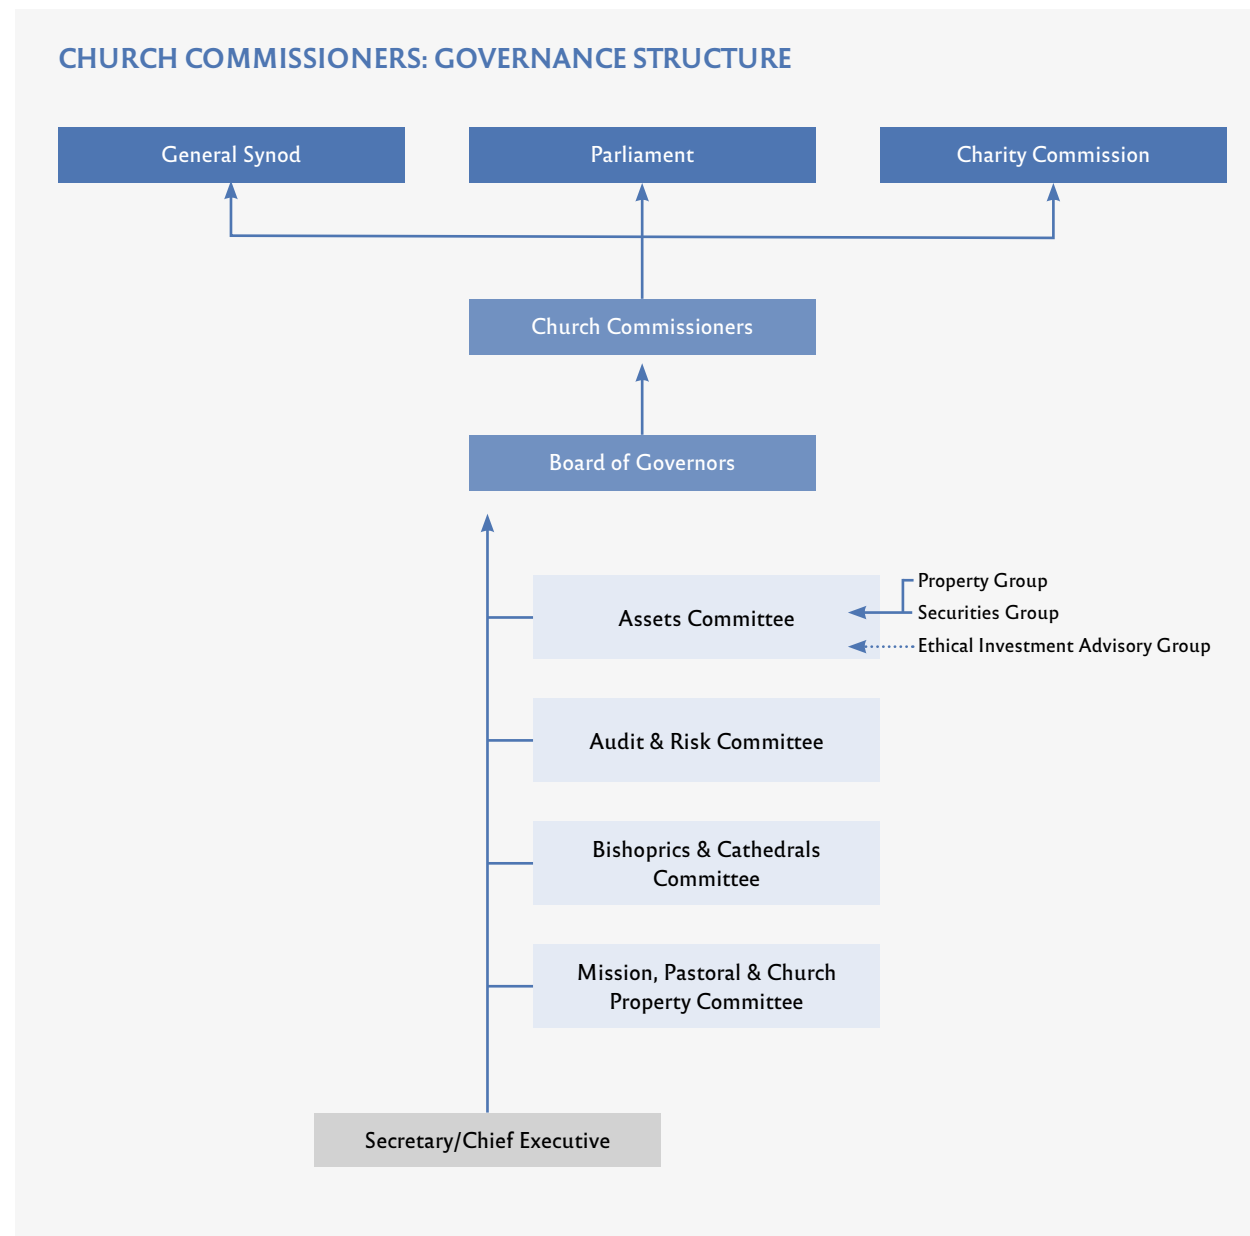 CHURCH COMMISSIONERS: GOVERNANCE STRUCTURE
General Synod
Parliament
Charity Commission
Church Commissioners
Board of Governors
Assets Committee
Property Group
Securities Group
Ethical Investment Advisory Group
Audit & Risk Committee
Bishoprics & Cathedrals
Committee
Mission, Pastoral & Church
Property Committee
Secretary/Chief Executive